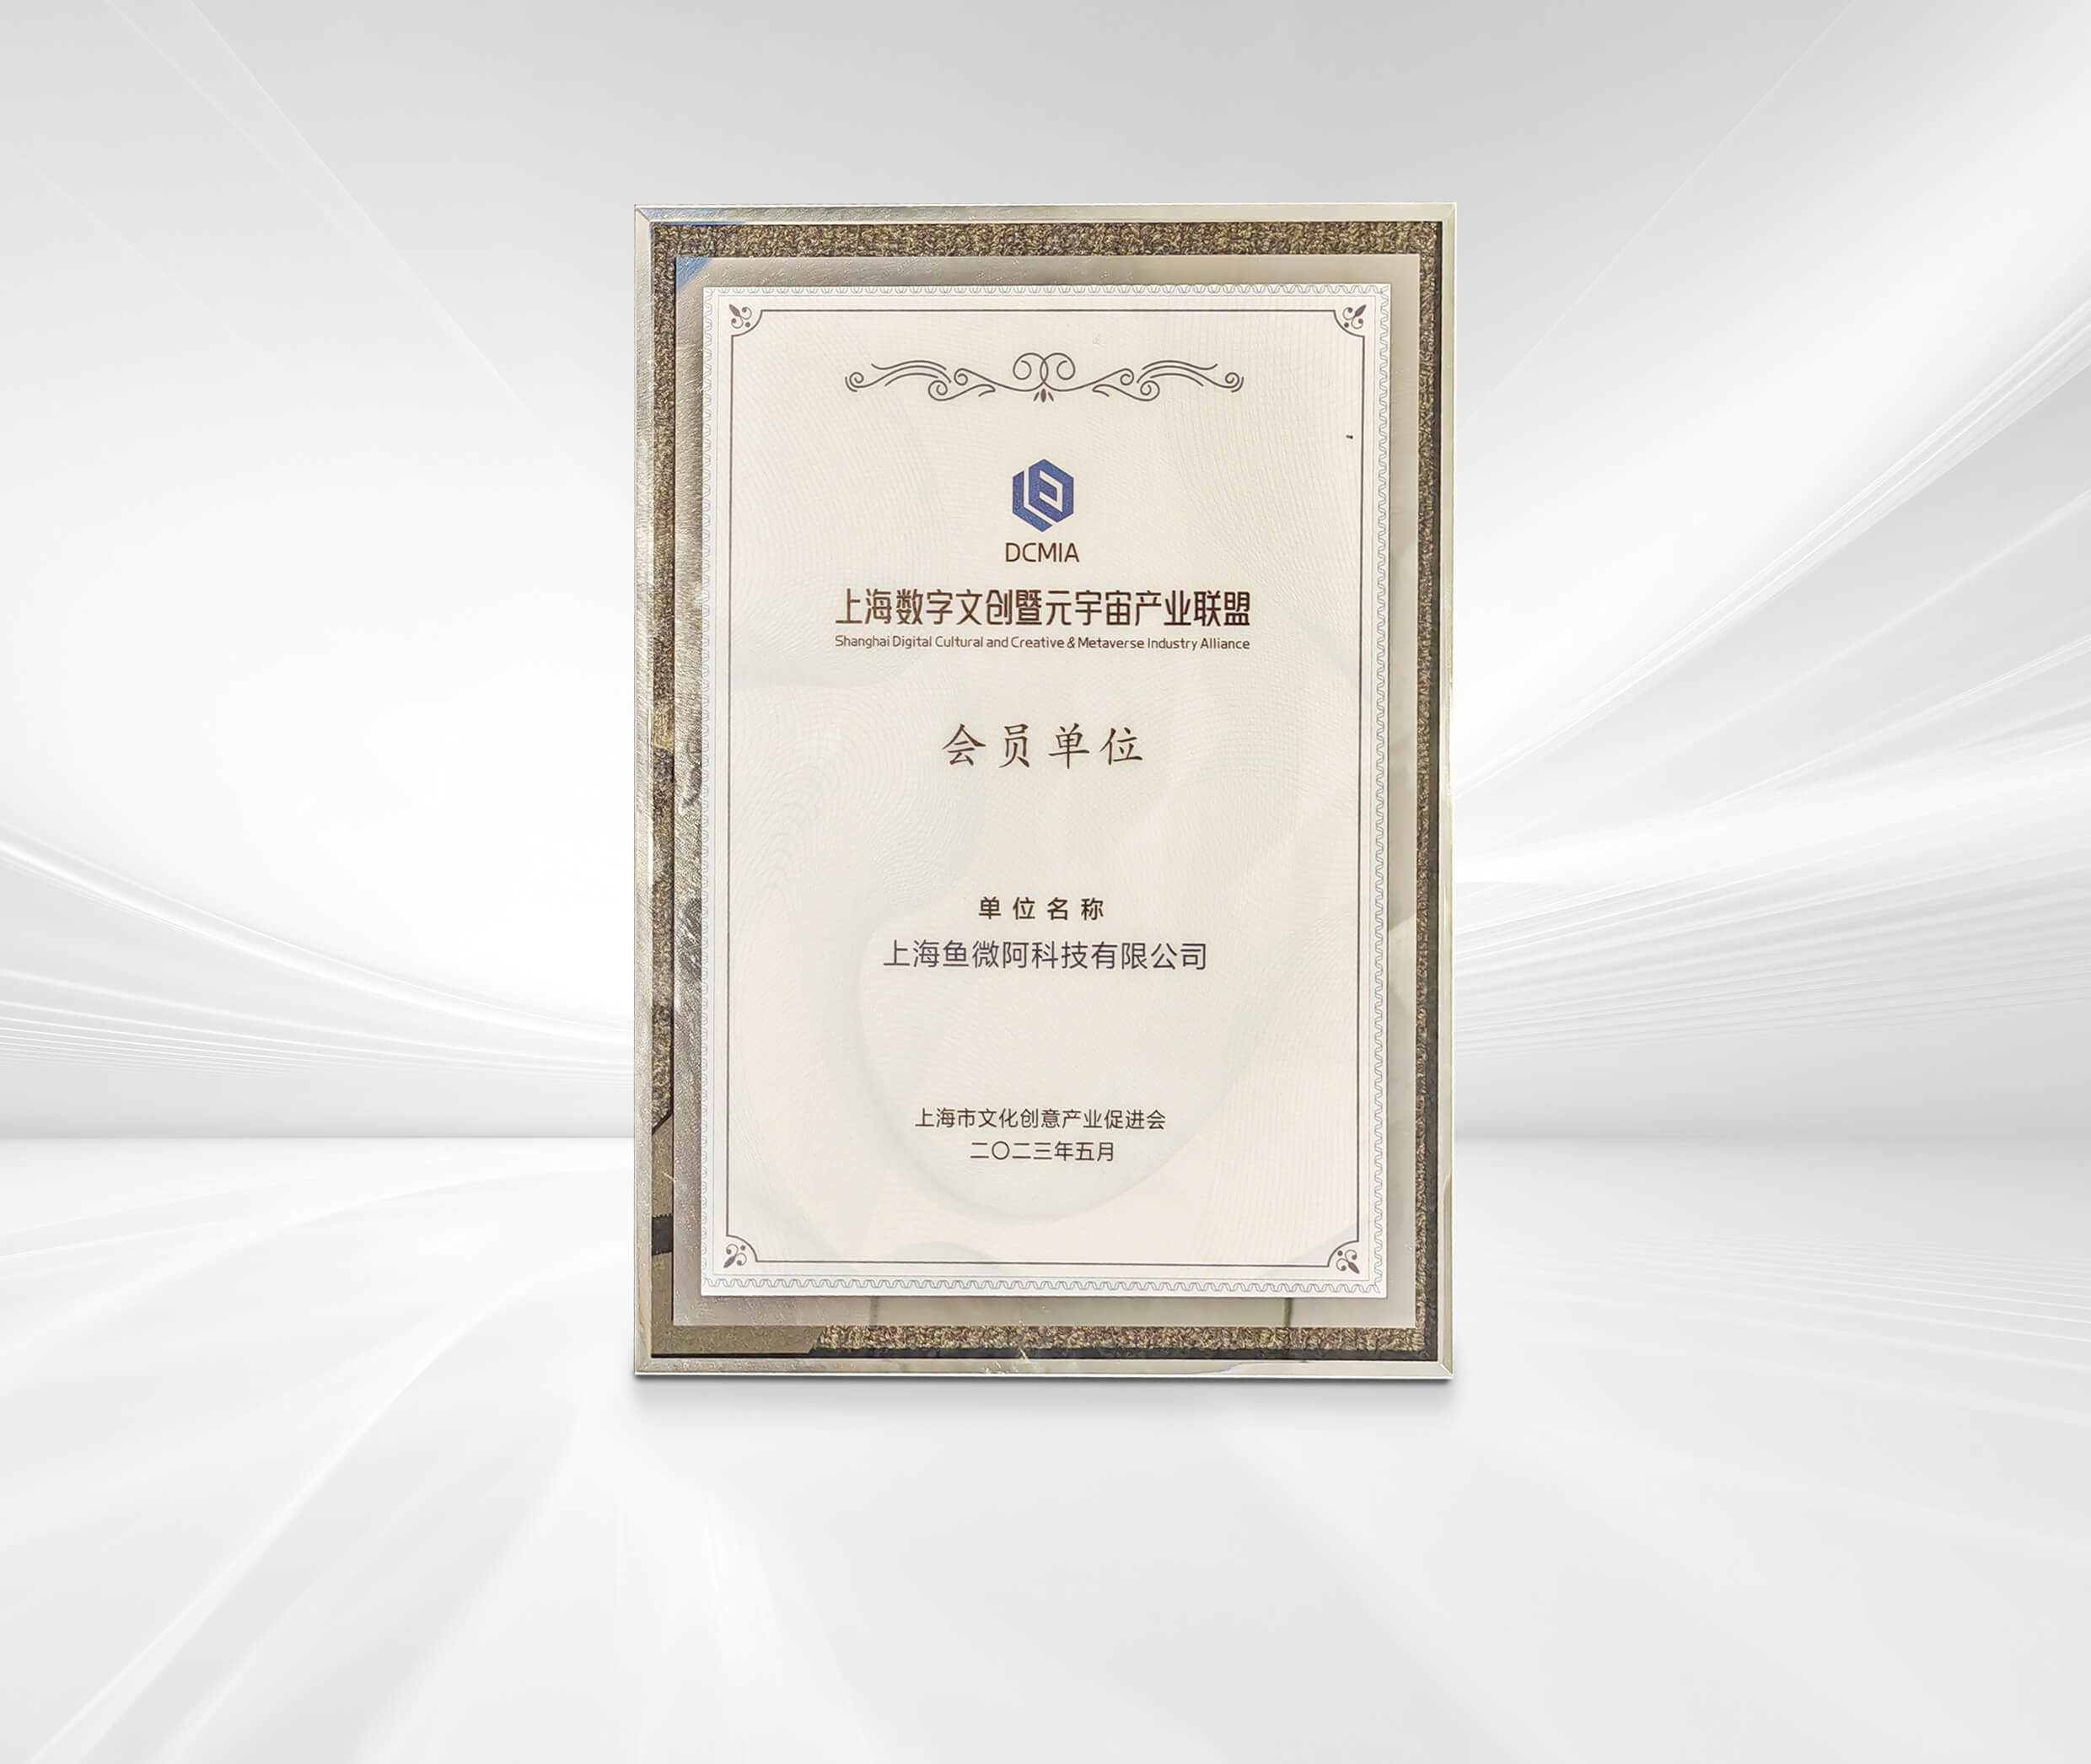 DCMIA
上海数字文创暨元宇宙产业联盟
Shanghai Digital Cultural and Creative & Metaverse Industry Alliance
会员单位
单位名称
上海鱼微阿科技有限公司
上海市文化创意产业促进会
二〇二三年五月